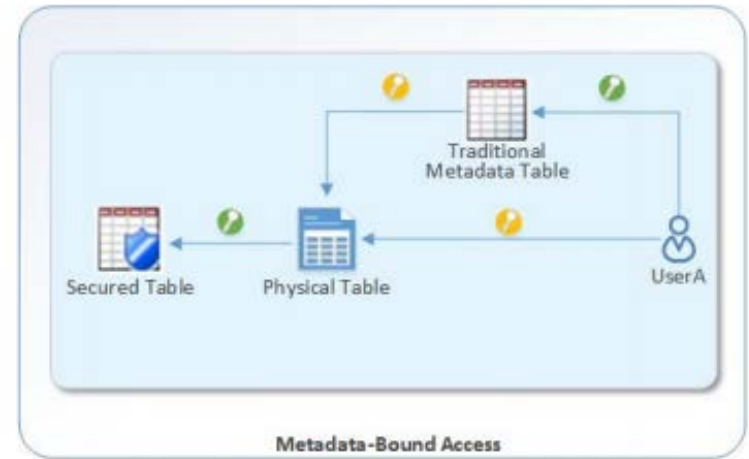 Traditional
Metadata Table
Secured Table
Physical Table
UserA
Metadata-Bound Access